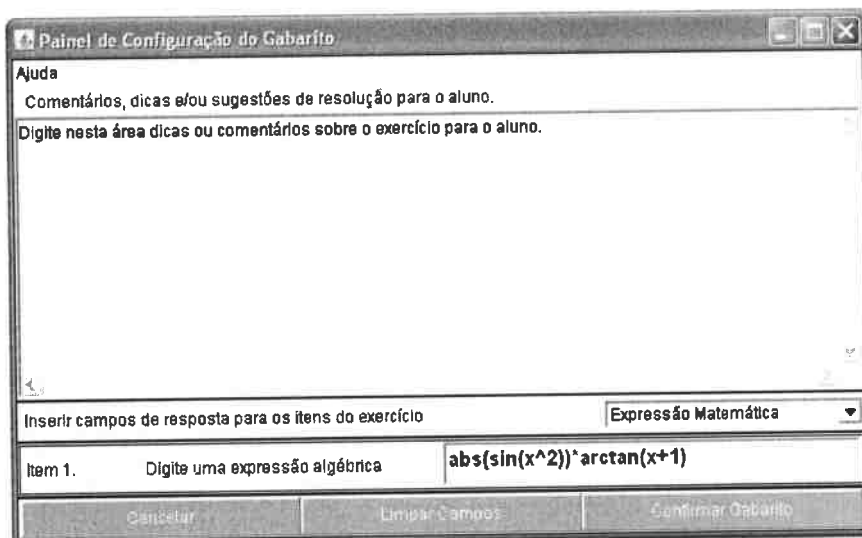 Painel de Configuração do Gabarito
Ajuda
Comentários, dicas e/ou sugestões de resolução para o aluno.
Digite nesta área dicas ou comentários sobre o exercício para o aluno.
Inserir campos de resposta para os itens do exercício Expressão Matemática
Item 1. Digite uma expressão algébrica abs(sin(x^2))*arctan(x+1)
Cancelar Limpar Campos Confirmar Gabarito